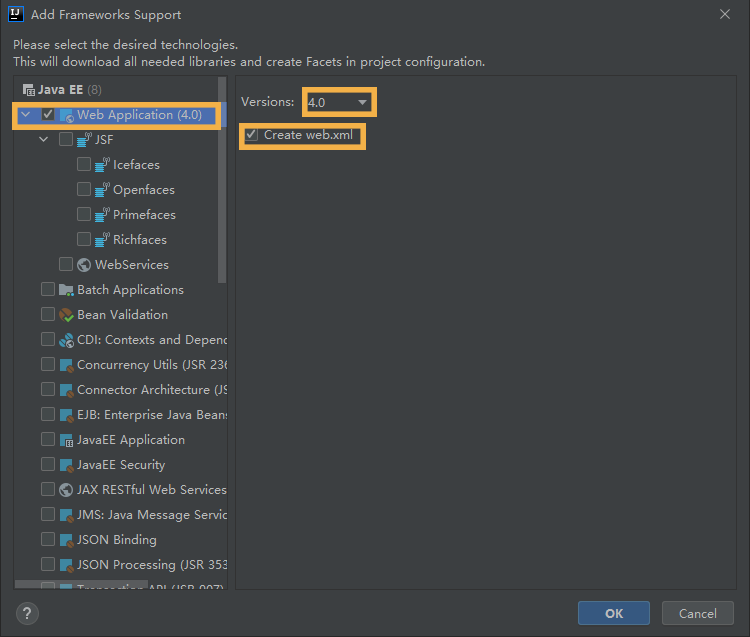 Add Frameworks Support
Please select the desired technologies.
This will download all needed libraries and create Facets in project configuration.
Java EE (8)
Web Application (4.0)
JSF
Icefaces
Openfaces
Primefaces
Richfaces
WebServices
Batch Applications
Bean Validation
CDI: Contexts and Depend
Concurrency Utils (JSR 236
Connector Architecture (JS
EJB: Enterprise Java Beans
JavaEE Application
JavaEE Security
JAX RESTful Web Services
JMS: Java Message Servic
JSON Binding
JSON Processing (JSR 353
Transaction API (JSR 907)
Versions: 4.0
Create web.xml
?
OK
Cancel